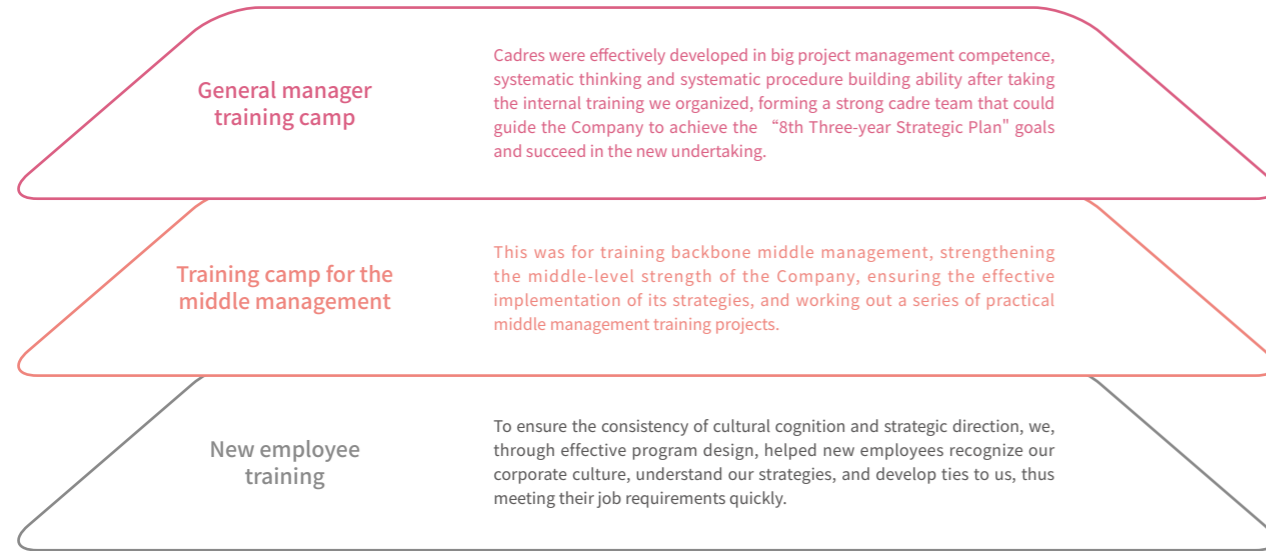 General manager
training camp
Cadres were effectively developed in big project management competence,
systematic thinking and systematic procedure building ability after taking
the internal training we organized, forming a strong cadre team that could
guide the Company to achieve the “8th Three-year Strategic Plan” goals
and succeed in the new undertaking.
Training camp for the
middle management
This was for training backbone middle management, strengthening
the middle-level strength of the Company, ensuring the effective
implementation of its strategies, and working out a series of practical
middle management training projects.
New employee
training
To ensure the consistency of cultural cognition and strategic direction, we,
through effective program design, helped new employees recognize our
corporate culture, understand our strategies, and develop ties to us, thus
meeting their job requirements quickly.